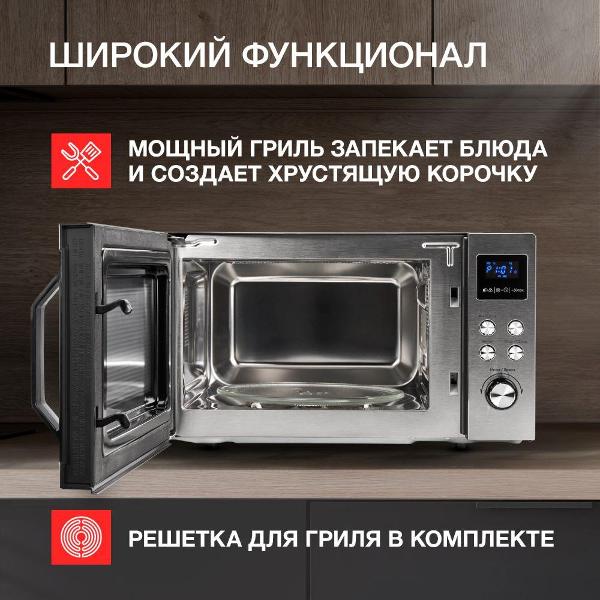 ШИРОКИЙ ФУНКЦИОНАЛ
МОЩНЫЙ ГРИЛЬ ЗАПЕКАЕТ БЛЮДА
И СОЗДАЕТ ХРУСТЯЩУЮ КОРОЧКУ
РЕШЕТКА ДЛЯ ГРИЛЯ В КОМПЛЕКТЕ